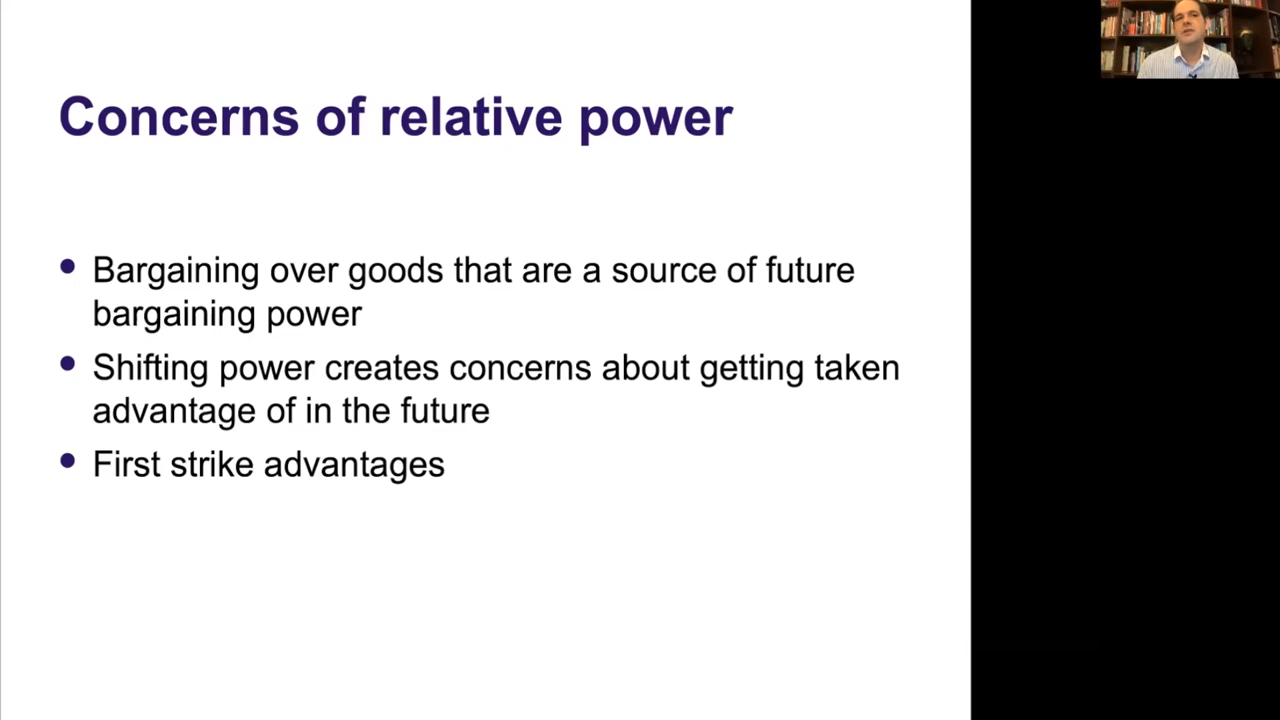 Concerns of relative power
• Bargaining over goods that are a source of future
bargaining power
• Shifting power creates concerns about getting taken
advantage of in the future
• First strike advantages